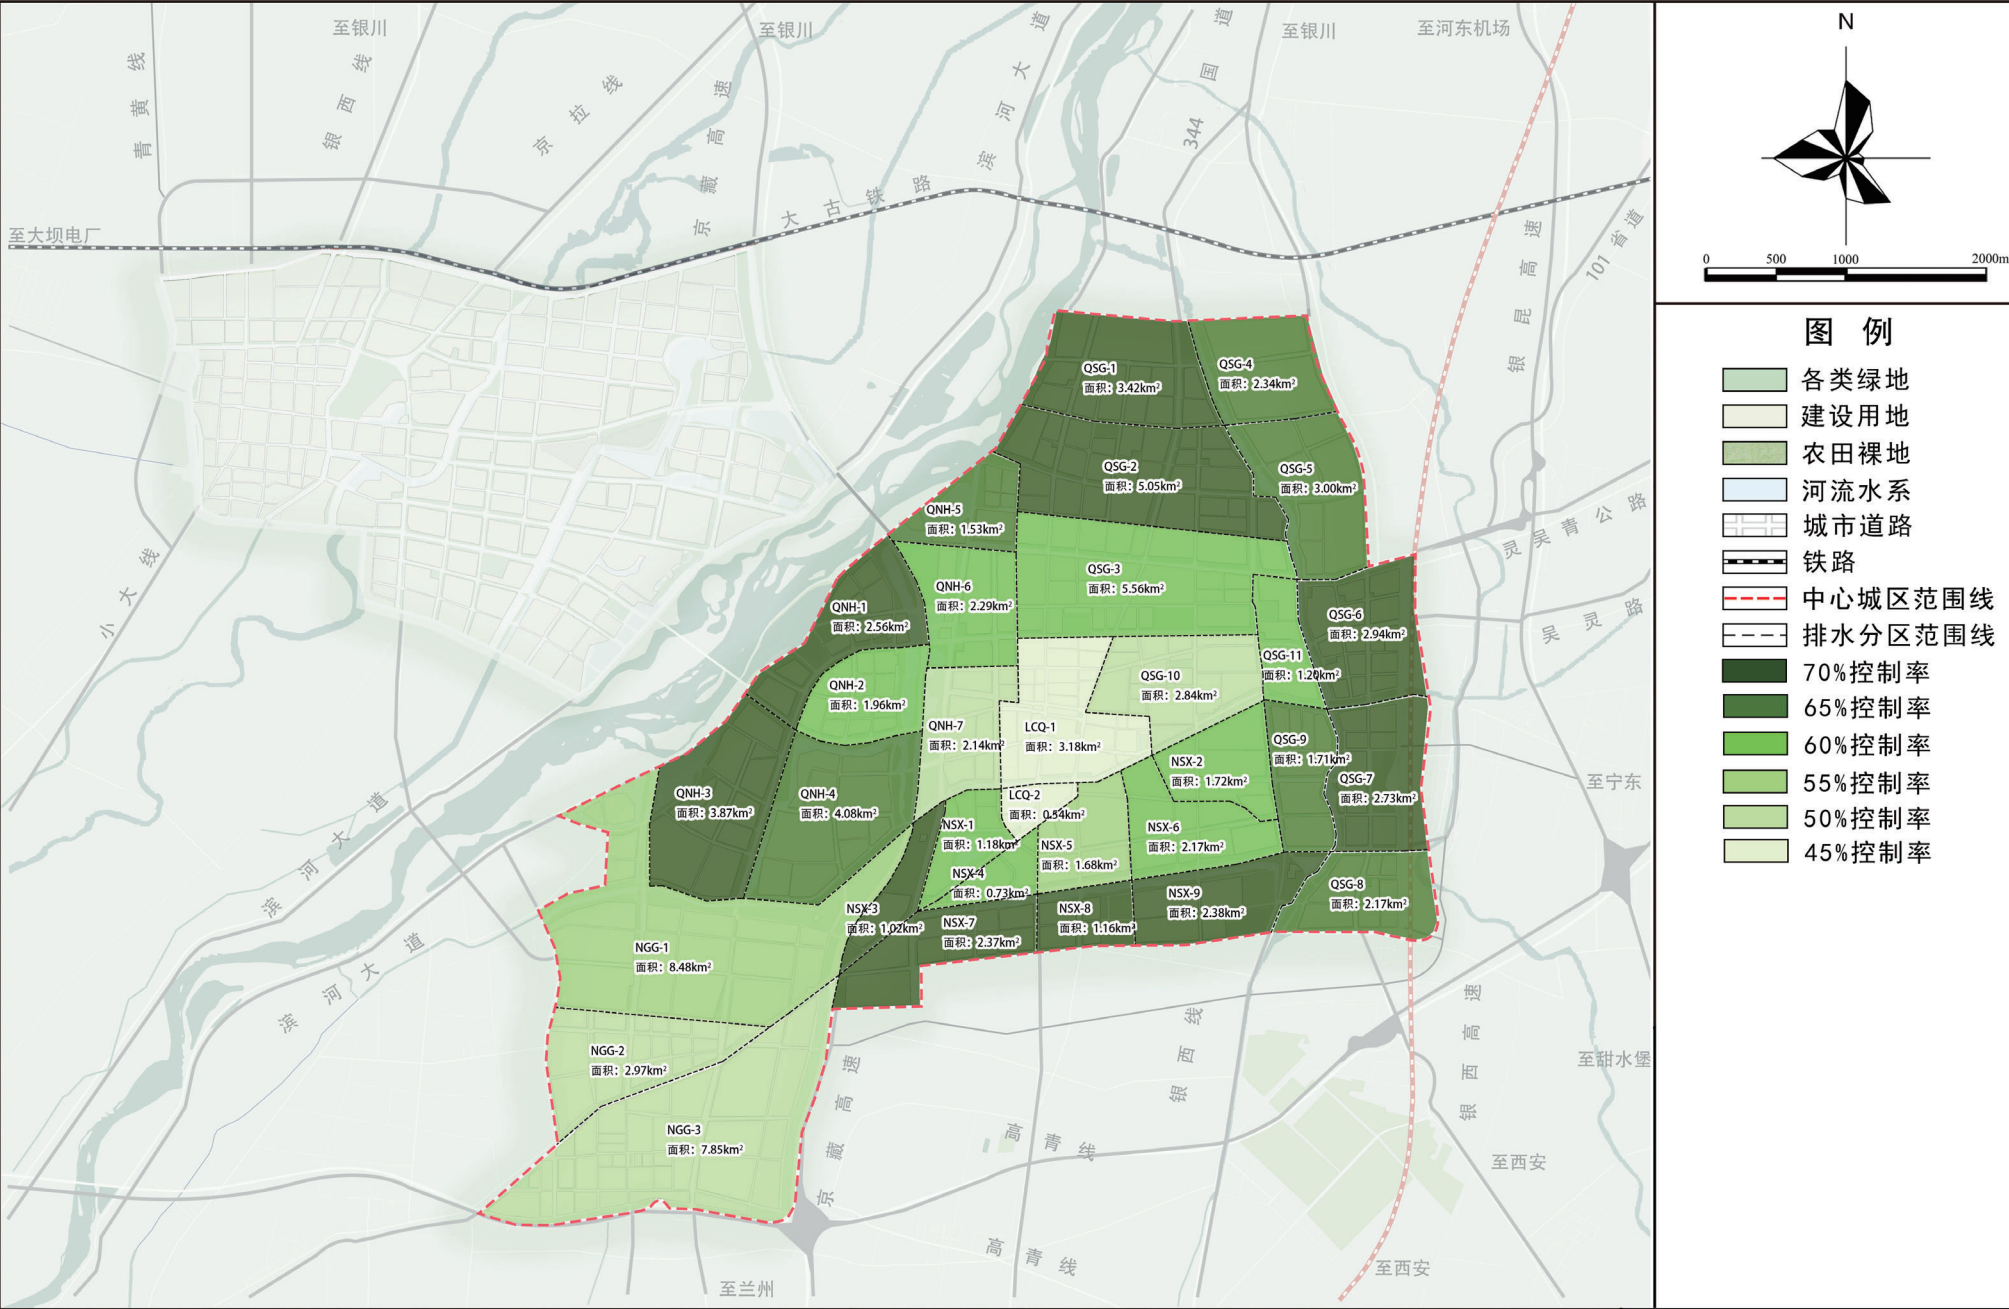 至银川
至银川
至银川
至河东机场
青黄线
银西线
京拉线
京藏高速
滨河大道
344
国道
大古铁路
至大坝电厂
银昆高速
101省道
小大线
灵吴青公路
吴灵路
至宁东
滨河大道
滨河大道
至甜水堡
银西线
银西高速
京藏高速
高青线
高青线
至西安
至西安
至兰州
QSG-1
面积：3.42km²
QSG-4
面积：2.34km²
QSG-2
面积：5.05km²
QSG-5
面积：3.00km²
QNH-5
面积：1.53km²
QSG-3
面积：5.56km²
QNH-6
面积：2.29km²
QNH-1
面积：2.56km²
QSG-6
面积：2.94km²
QSG-11
面积：1.20km²
QSG-10
面积：2.84km²
QNH-2
面积：1.96km²
QNH-7
面积：2.14km²
LCQ-1
面积：3.18km²
QSG-9
面积：1.71km²
NSX-2
面积：1.72km²
QSG-7
面积：2.73km²
QNH-3
面积：3.87km²
QNH-4
面积：4.08km²
LCQ-2
面积：0.54km²
NSX-1
面积：1.18km²
NSX-5
面积：1.68km²
NSX-6
面积：2.17km²
NSX-4
面积：0.73km²
QSG-8
面积：2.17km²
NSX-3
面积：1.02km²
NSX-7
面积：2.37km²
NSX-8
面积：1.16km²
NSX-9
面积：2.38km²
NGG-1
面积：8.48km²
NGG-2
面积：2.97km²
NGG-3
面积：7.85km²
N
0 500 1000 2000m
图 例
各类绿地
建设用地
农田裸地
河流水系
城市道路
铁路
中心城区范围线
排水分区范围线
70%控制率
65%控制率
60%控制率
55%控制率
50%控制率
45%控制率